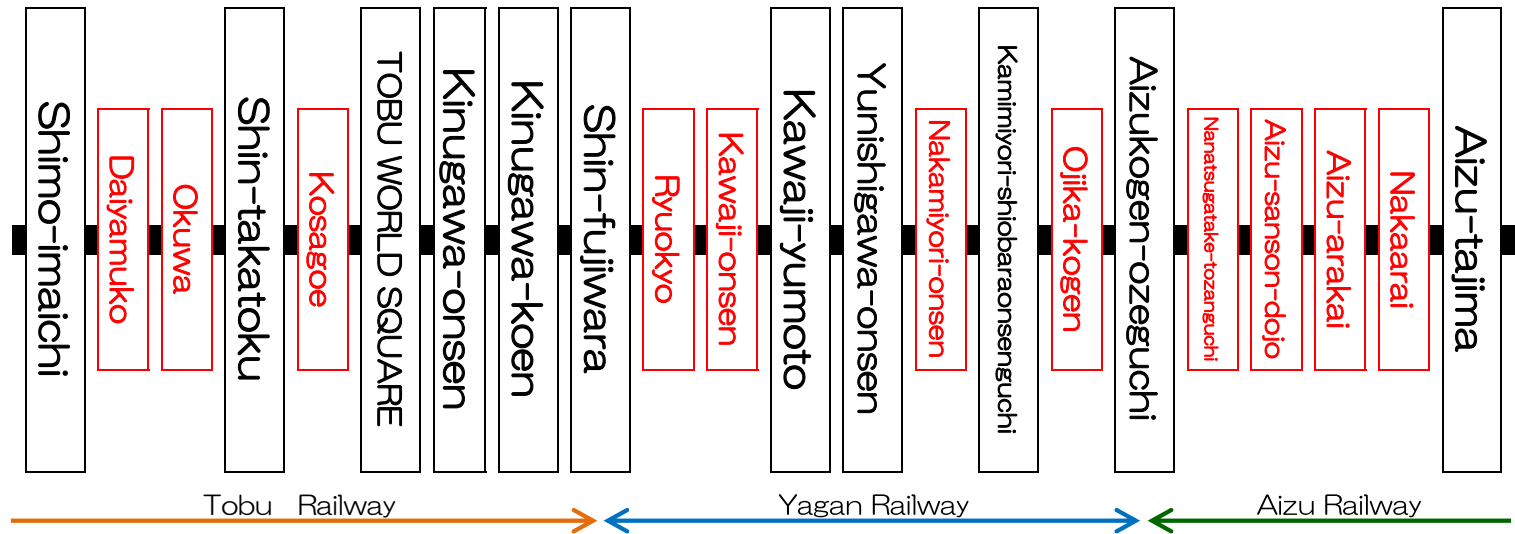 Shimo-imaichi
Daiyamuko
Okuwa
Shin-takatoku
Kosagoe
TOBU WORLD SQUARE
Kinugawa-onsen
Kinugawa-koen
Shin-fujiwara
Ryuokyo
Kawaji-onsen
Kawaji-yumoto
Yunishigawa-onsen
Nakamiyori-onsen
Kamimiyori-shiobaraonsenguchi
Ojika-kogen
Aizukogen-ozeguchi
Nanatsugatake-tozanguchi
Aizu-sanson-dojo
Aizu-arakai
Nakaarai
Aizu-tajima
Tobu Railway
Yagan Railway
Aizu Railway